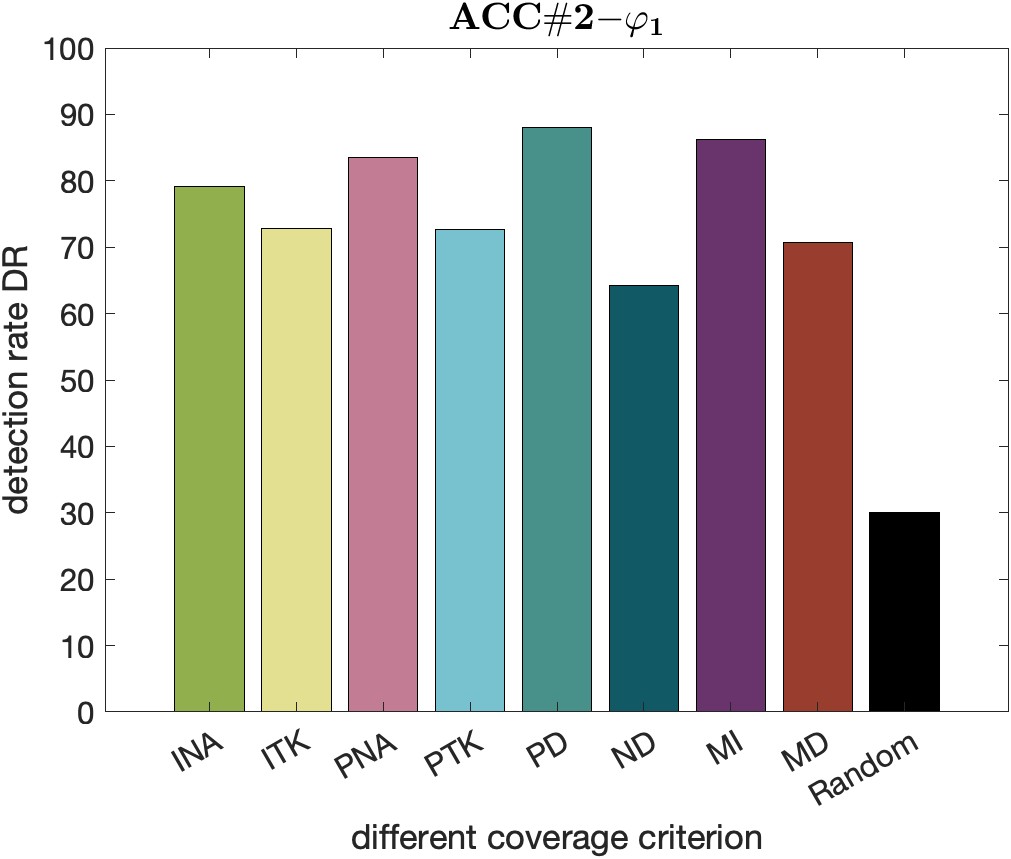 ACC#2−φ₁
100
90
80
70
60
50
40
30
20
10
0
detection rate DR
INA ITK PNA PTK PD ND MI MD Random
different coverage criterion